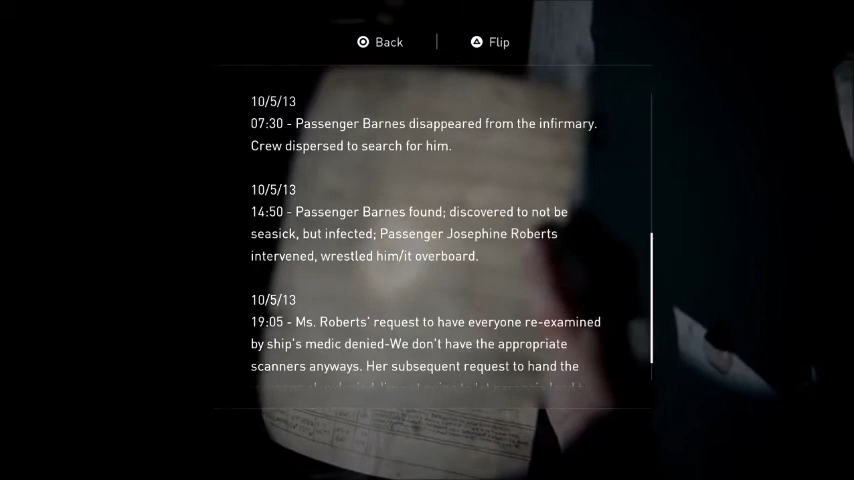 Back | Flip
10/5/13
07:30 - Passenger Barnes disappeared from the infirmary.
Crew dispersed to search for him.
10/5/13
14:50 - Passenger Barnes found; discovered to not be
seasick, but infected; Passenger Josephine Roberts
intervened, wrestled him/it overboard.
10/5/13
19:05 - Ms. Roberts' request to have everyone re-examined
by ship's medic denied-We don't have the appropriate
scanners anyways. Her subsequent request to hand the